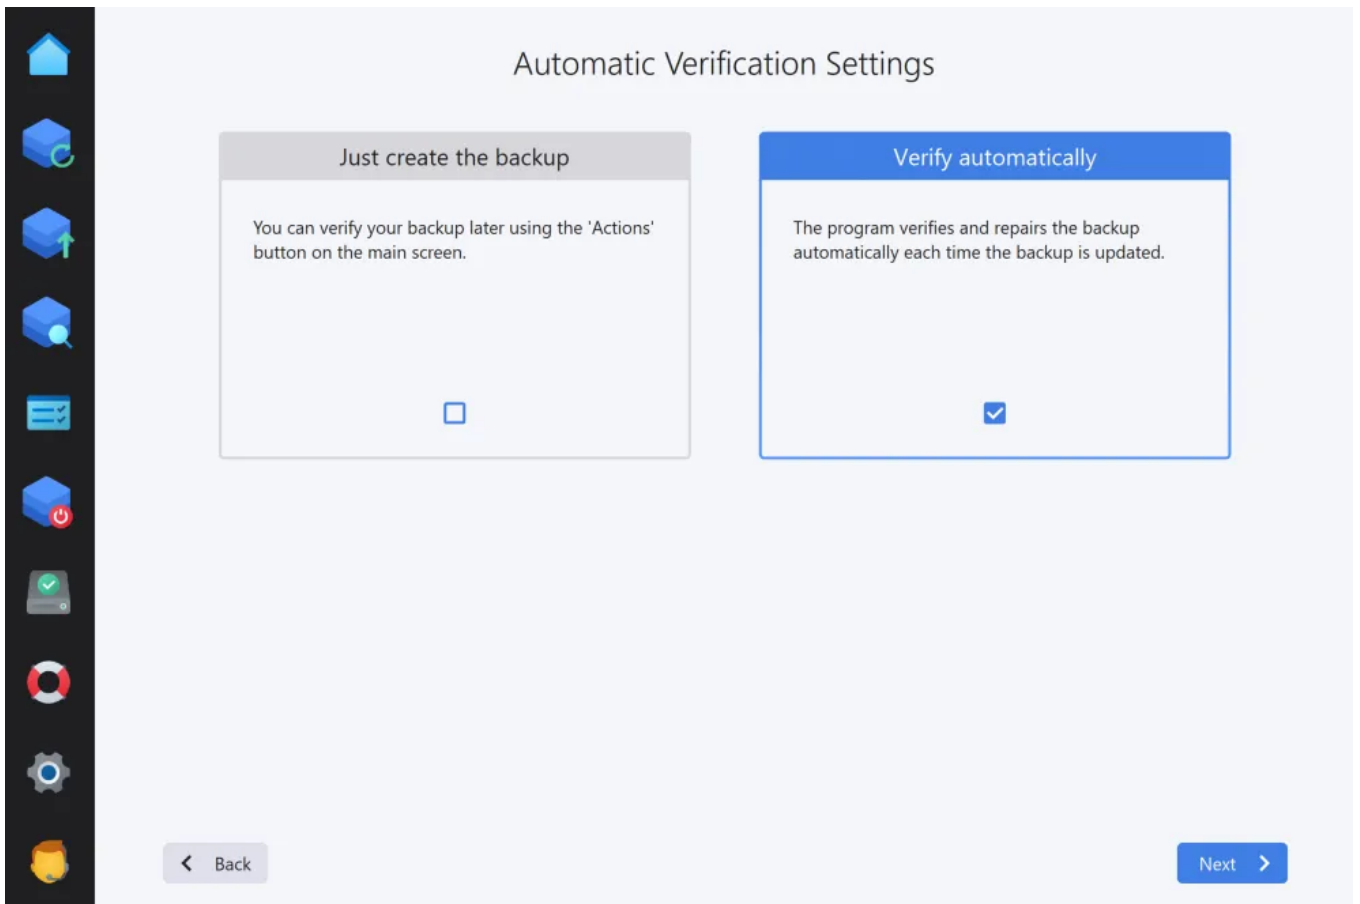 Automatic Verification Settings
Just create the backup
You can verify your backup later using the 'Actions'
button on the main screen.
Verify automatically
The program verifies and repairs the backup
automatically each time the backup is updated.
Back
Next